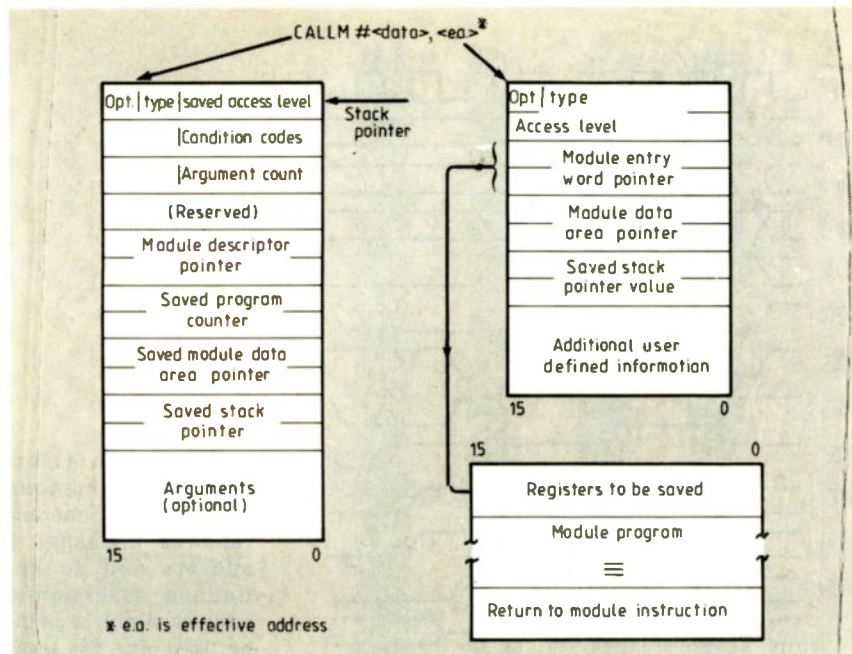 CALLM #<data>, <ea>*
Opt. | type | saved access level
|Condition codes
|Argument count
(Reserved)
Module descriptor
pointer
Saved program
counter
Saved module data
area pointer
Saved stack
pointer
Arguments
(optional)
15 0
Stack
pointer
Opt | type
Access level
Module entry
word pointer
Module data
area pointer
Saved stack
pointer value
Additional user
defined information
15 0
15 0
Registers to be saved
Module program
Return to module instruction
* e.a. is effective address